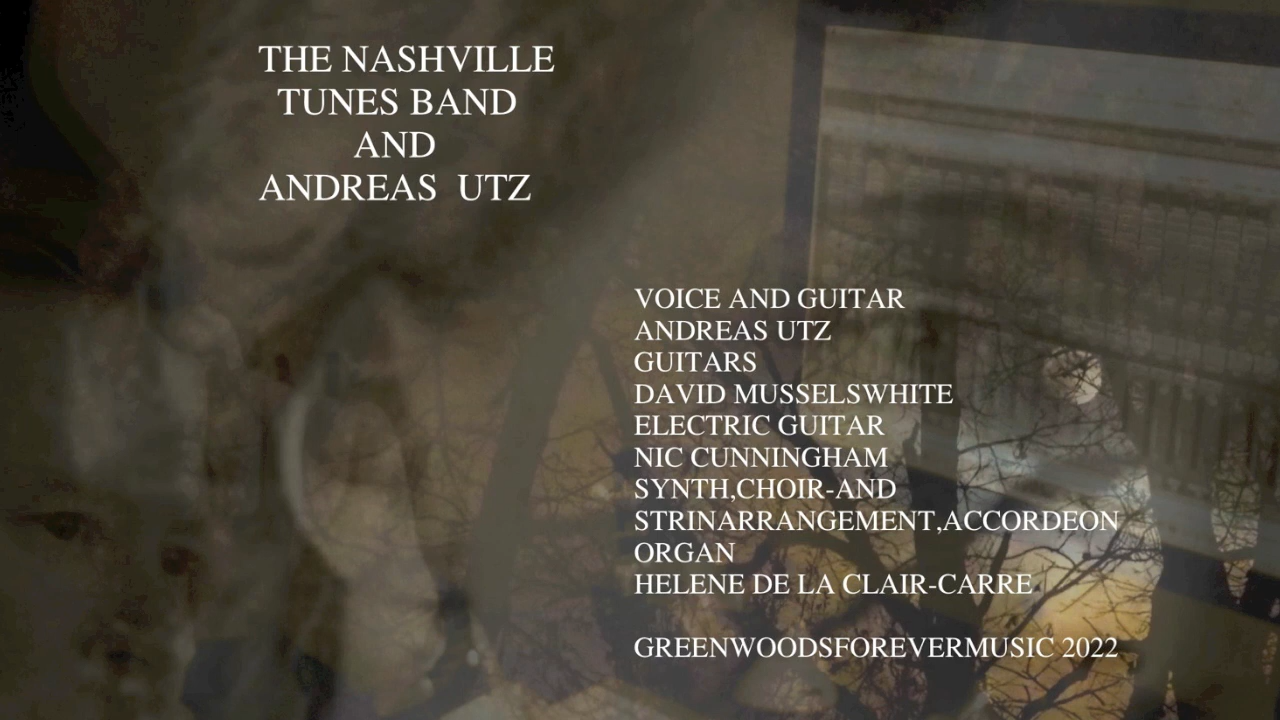 THE NASHVILLE
TUNES BAND
AND
ANDREAS UTZ
VOICE AND GUITAR
ANDREAS UTZ
GUITARS
DAVID MUSSELSWHITE
ELECTRIC GUITAR
NIC CUNNINGHAM
SYNTH,CHOIR-AND
STRINARRANGEMENT,ACCORDEON
ORGAN
HELENE DE LA CLAIR-CARRE
GREENWOODSFOREVERMUSIC 2022